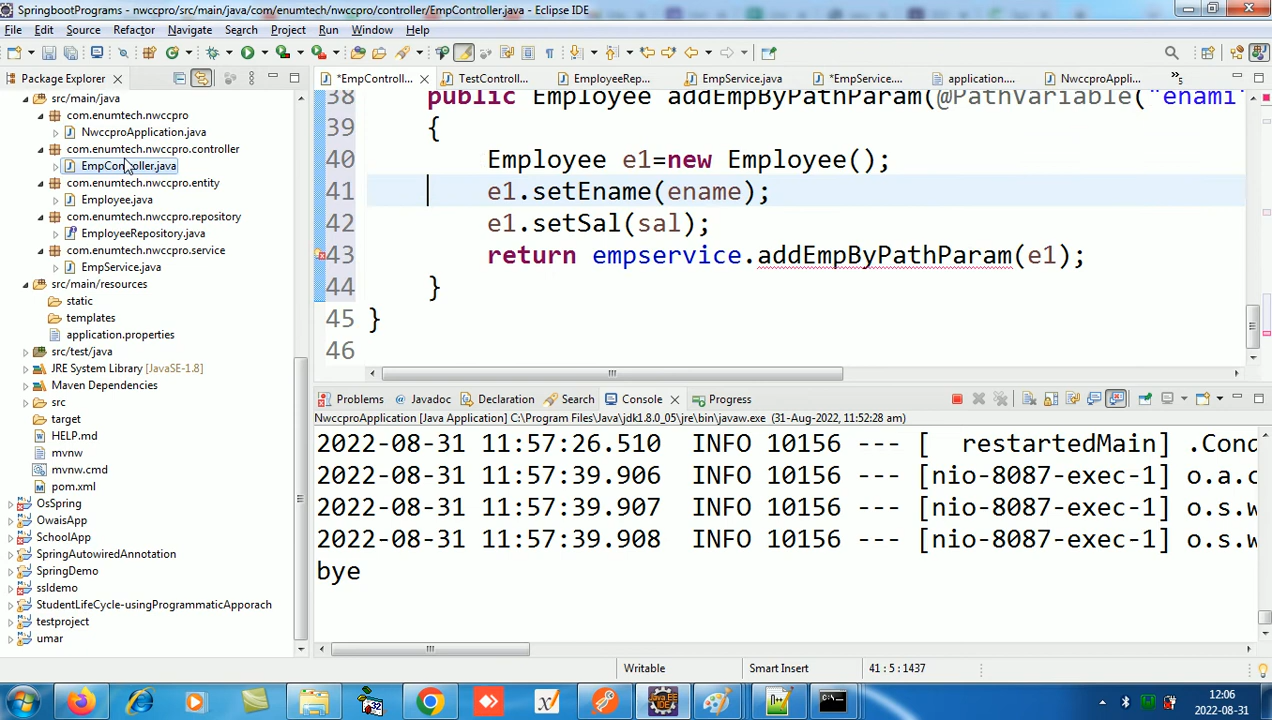 SpringbootPrograms - nwccpro/src/main/java/com/enumtech/nwccpro/controller/EmpController.java - Eclipse IDE
File Edit Source Refactor Navigate Search Project Run Window Help
Package Explorer
*EmpControll... TestControll... EmployeeRep... EmpService.java *EmpService.... application.... NwccproAppli... »5
src/main/java
com.enumtech.nwccpro
NwccproApplication.java
com.enumtech.nwccpro.controller
EmpController.java
com.enumtech.nwccpro.entity
Employee.java
com.enumtech.nwccpro.repository
EmployeeRepository.java
com.enumtech.nwccpro.service
EmpService.java
src/main/resources
static
templates
application.properties
src/test/java
JRE System Library [JavaSE-1.8]
Maven Dependencies
src
target
HELP.md
mvnw
mvnw.cmd
pom.xml
OsSpring
OwaisApp
SchoolApp
SpringAutowiredAnnotation
SpringDemo
ssldemo
StudentLifeCycle-usingProgrammaticApporach
testproject
umar
38 public Employee addEmpByPathParam(@PathVariable("enami
39 {
40 Employee e1=new Employee();
41 e1.setEname(ename);
42 e1.setSal(sal);
43 return empservice.addEmpByPathParam(e1);
44 }
45 }
46
Problems Javadoc Declaration Search Console Progress
NwccproApplication [Java Application] C:\Program Files\Java\jdk1.8.0_05\jre\bin\javaw.exe (31-Aug-2022, 11:52:28 am)
2022-08-31 11:57:26.510 INFO 10156 --- [ restartedMain] .Cond
2022-08-31 11:57:39.906 INFO 10156 --- [nio-8087-exec-1] o.a.c
2022-08-31 11:57:39.907 INFO 10156 --- [nio-8087-exec-1] o.s.w
2022-08-31 11:57:39.908 INFO 10156 --- [nio-8087-exec-1] o.s.w
bye
Writable Smart Insert 41 : 5 : 1437
12:06
2022-08-31